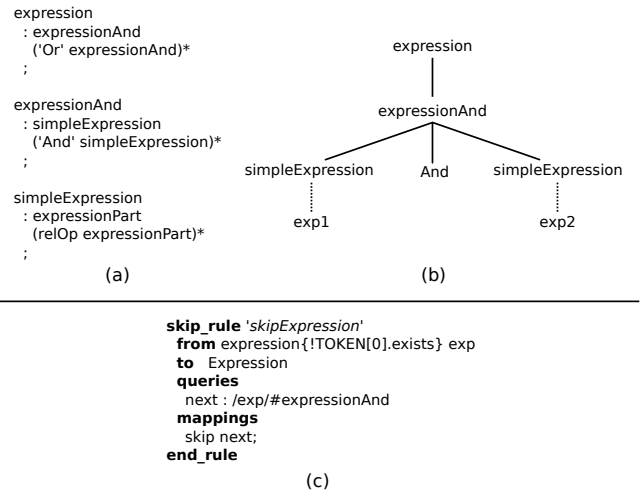 expression
: expressionAnd
('Or' expressionAnd)*
;
expressionAnd
: simpleExpression
('And' simpleExpression)*
;
simpleExpression
: expressionPart
(relOp expressionPart)*
;
(a)
expression
expressionAnd
simpleExpression And simpleExpression
exp1 exp2
(b)
skip_rule 'skipExpression'
from expression{!TOKEN[0].exists} exp
to Expression
queries
next : /exp/#expressionAnd
mappings
skip next;
end_rule
(c)